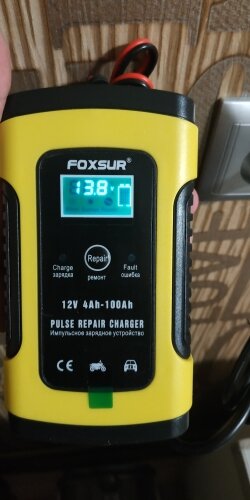 FOXSUR®
13.8 V
Charge
зарядка
Repair
ремонт
Fault
ошибка
12V 4Ah-100Ah
PULSE REPAIR CHARGER
Импульсное зарядное устройство
CE